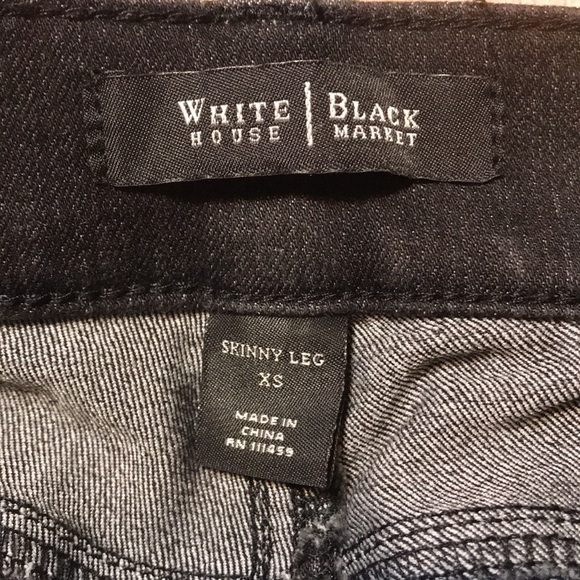 WHITE | BLACK
HOUSE MARKET
SKINNY LEG
XS
MADE IN
CHINA
RN 111459